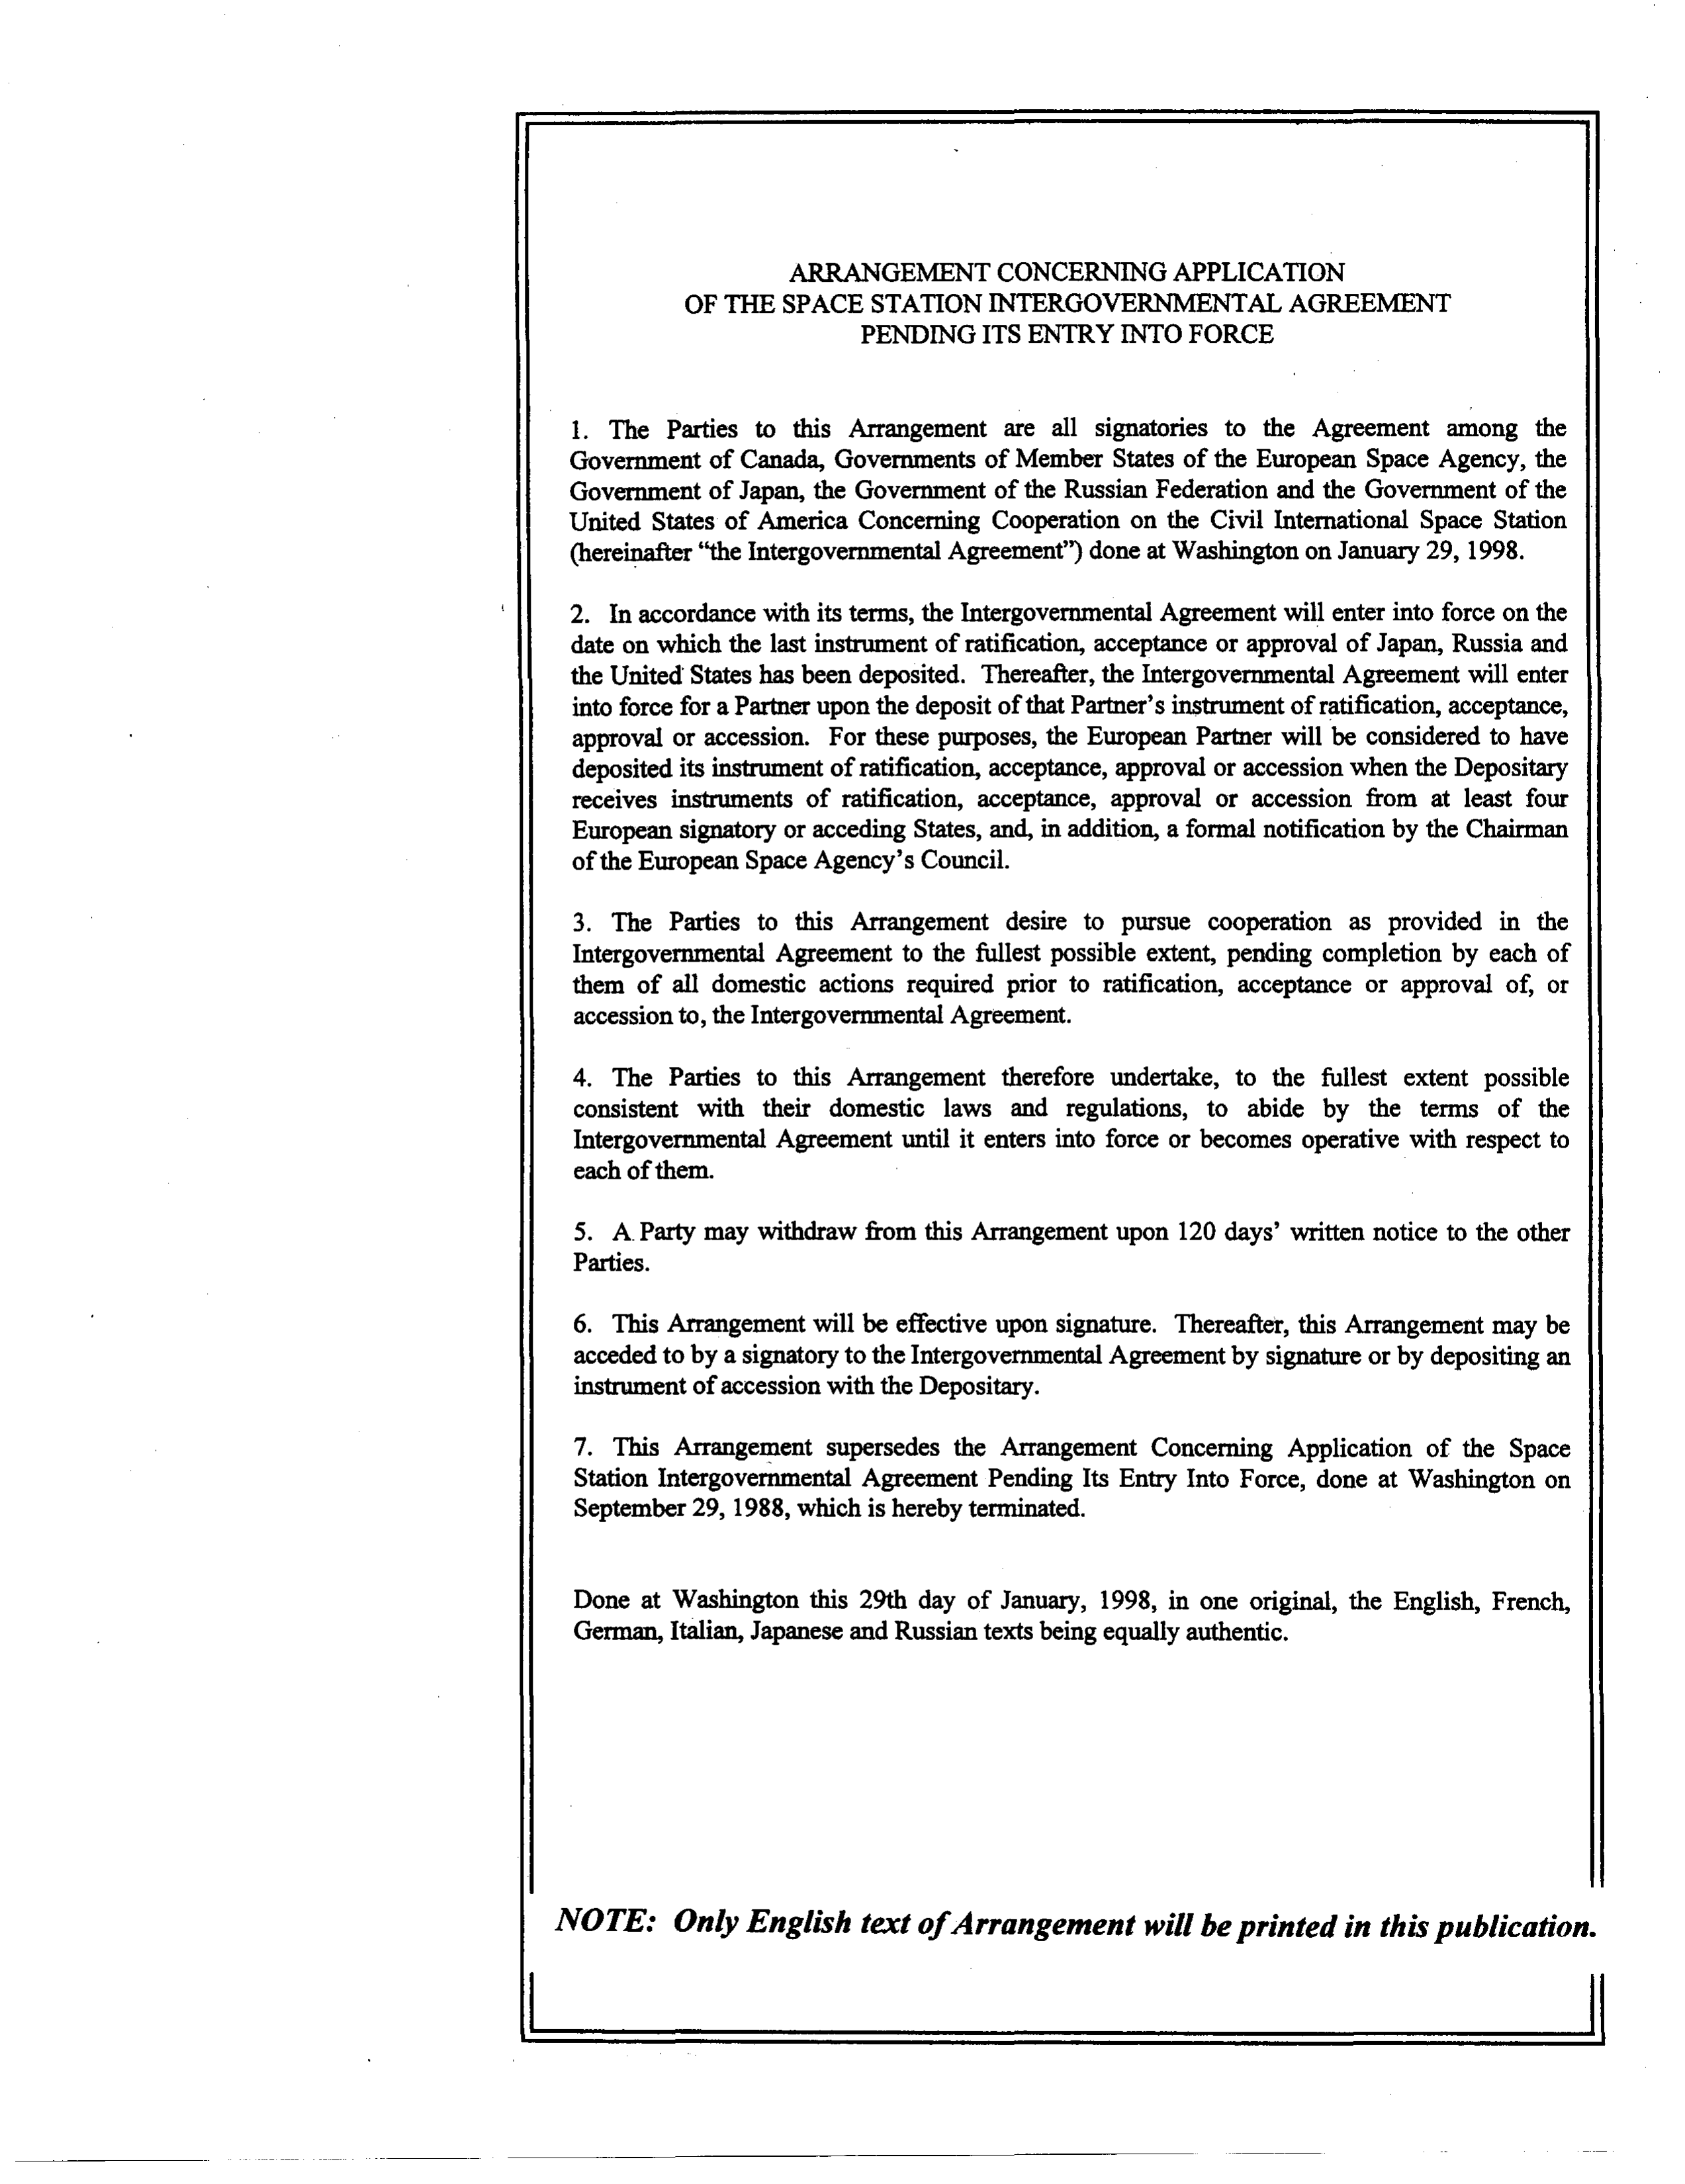 ARRANGEMENT CONCERNING APPLICATION
OF THE SPACE STATION INTERGOVERNMENTAL AGREEMENT
PENDING ITS ENTRY INTO FORCE
1. The Parties to this Arrangement are all signatories to the Agreement among the
Government of Canada, Governments of Member States of the European Space Agency, the
Government of Japan, the Government of the Russian Federation and the Government of the
United States of America Concerning Cooperation on the Civil International Space Station
(hereinafter “the Intergovernmental Agreement”) done at Washington on January 29, 1998.
2. In accordance with its terms, the Intergovernmental Agreement will enter into force on the
date on which the last instrument of ratification, acceptance or approval of Japan, Russia and
the United States has been deposited. Thereafter, the Intergovernmental Agreement will enter
into force for a Partner upon the deposit of that Partner’s instrument of ratification, acceptance,
approval or accession. For these purposes, the European Partner will be considered to have
deposited its instrument of ratification, acceptance, approval or accession when the Depositary
receives instruments of ratification, acceptance, approval or accession from at least four
European signatory or acceding States, and, in addition, a formal notification by the Chairman
of the European Space Agency’s Council.
3. The Parties to this Arrangement desire to pursue cooperation as provided in the
Intergovernmental Agreement to the fullest possible extent, pending completion by each of
them of all domestic actions required prior to ratification, acceptance or approval of, or
accession to, the Intergovernmental Agreement.
4. The Parties to this Arrangement therefore undertake, to the fullest extent possible
consistent with their domestic laws and regulations, to abide by the terms of the
Intergovernmental Agreement until it enters into force or becomes operative with respect to
each of them.
5. A Party may withdraw from this Arrangement upon 120 days’ written notice to the other
Parties.
6. This Arrangement will be effective upon signature. Thereafter, this Arrangement may be
acceded to by a signatory to the Intergovernmental Agreement by signature or by depositing an
instrument of accession with the Depositary.
7. This Arrangement supersedes the Arrangement Concerning Application of the Space
Station Intergovernmental Agreement Pending Its Entry Into Force, done at Washington on
September 29, 1988, which is hereby terminated.
Done at Washington this 29th day of January, 1998, in one original, the English, French,
German, Italian, Japanese and Russian texts being equally authentic.
NOTE: Only English text of Arrangement will be printed in this publication.